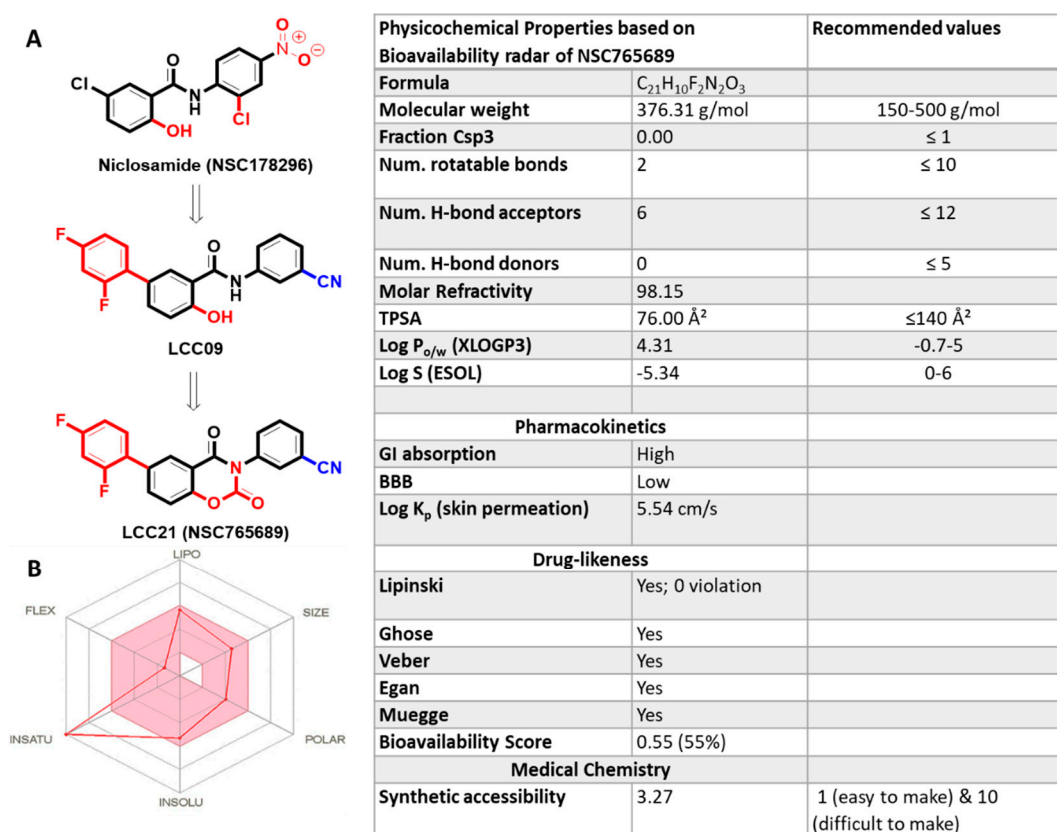 A
Cl
O
N
H
OH
Cl
N⁺
O
O⁻
Niclosamide (NSC178296)
F
F
O
N
H
OH
CN
LCC09
F
F
O
N
O
O
CN
LCC21 (NSC765689)
B
LIPO
FLEX
SIZE
INSATU
POLAR
INSOLU
Physicochemical Properties based on Recommended values
Bioavailability radar of NSC765689
Formula C₂₁H₁₀F₂N₂O₃
Molecular weight 376.31 g/mol 150-500 g/mol
Fraction Csp3 0.00 ≤ 1
Num. rotatable bonds 2 ≤ 10
Num. H-bond acceptors 6 ≤ 12
Num. H-bond donors 0 ≤ 5
Molar Refractivity 98.15
TPSA 76.00 Å² ≤140 Å²
Log P_{o/w} (XLOGP3) 4.31 -0.7-5
Log S (ESOL) -5.34 0-6
Pharmacokinetics
GI absorption High
BBB Low
Log K_p (skin permeation) 5.54 cm/s
Drug-likeness
Lipinski Yes; 0 violation
Ghose Yes
Veber Yes
Egan Yes
Muegge Yes
Bioavailability Score 0.55 (55%)
Medical Chemistry
Synthetic accessibility 3.27 1 (easy to make) & 10
(difficult to make)